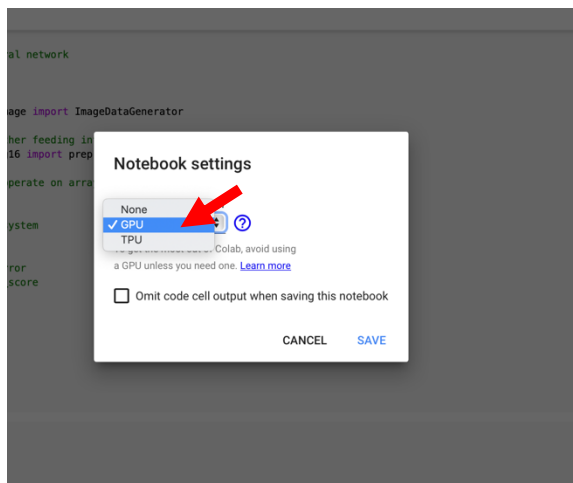 al network
age import ImageDataGenerator
her feeding in
16 import prep
perate on arra
Notebook settings
None
✓ GPU
TPU
?
ystem
Colab, avoid using
a GPU unless you need one. Learn more
rror
score
Omit code cell output when saving this notebook
CANCEL SAVE